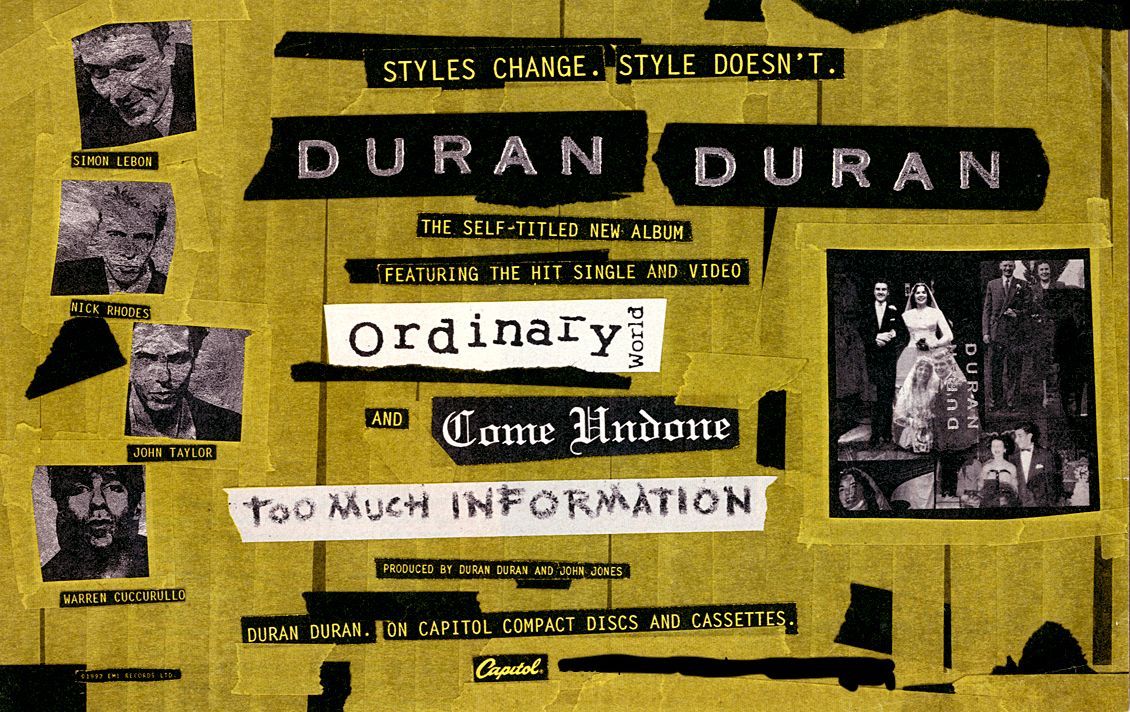 STYLES CHANGE. STYLE DOESN'T.
DURAN DURAN
THE SELF-TITLED NEW ALBUM
FEATURING THE HIT SINGLE AND VIDEO
ordinary World
AND Come Undone
TOO MUCH INFORMATION
PRODUCED BY DURAN DURAN AND JOHN JONES
DURAN DURAN. ON CAPITOL COMPACT DISCS AND CASSETTES.
Capitol®
SIMON LEBON
NICK RHODES
JOHN TAYLOR
WARREN CUCCURULLO
DURAN
DURAN
©1992 EMI RECORDS LTD.